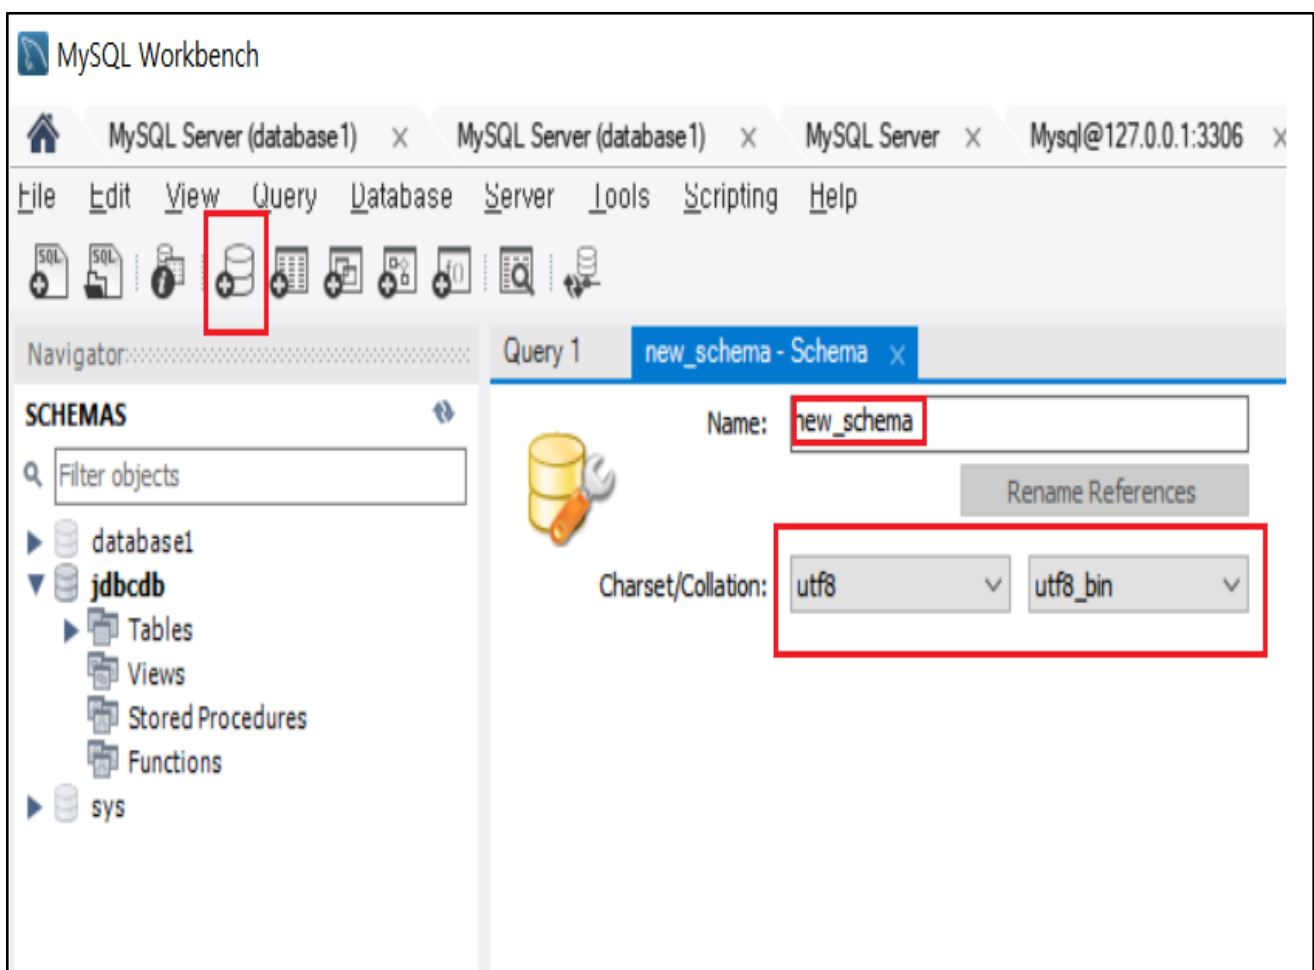 MySQL Workbench
MySQL Server (database1) MySQL Server (database1) MySQL Server Mysql@127.0.0.1:3306
File Edit View Query Database Server Tools Scripting Help
SQL SQL f()
Navigator Query 1 new_schema - Schema
SCHEMAS Name: new_schema
Filter objects Rename References
database1
jdbcdb Charset/Collation: utf8 utf8_bin
Tables
Views
Stored Procedures
Functions
sys